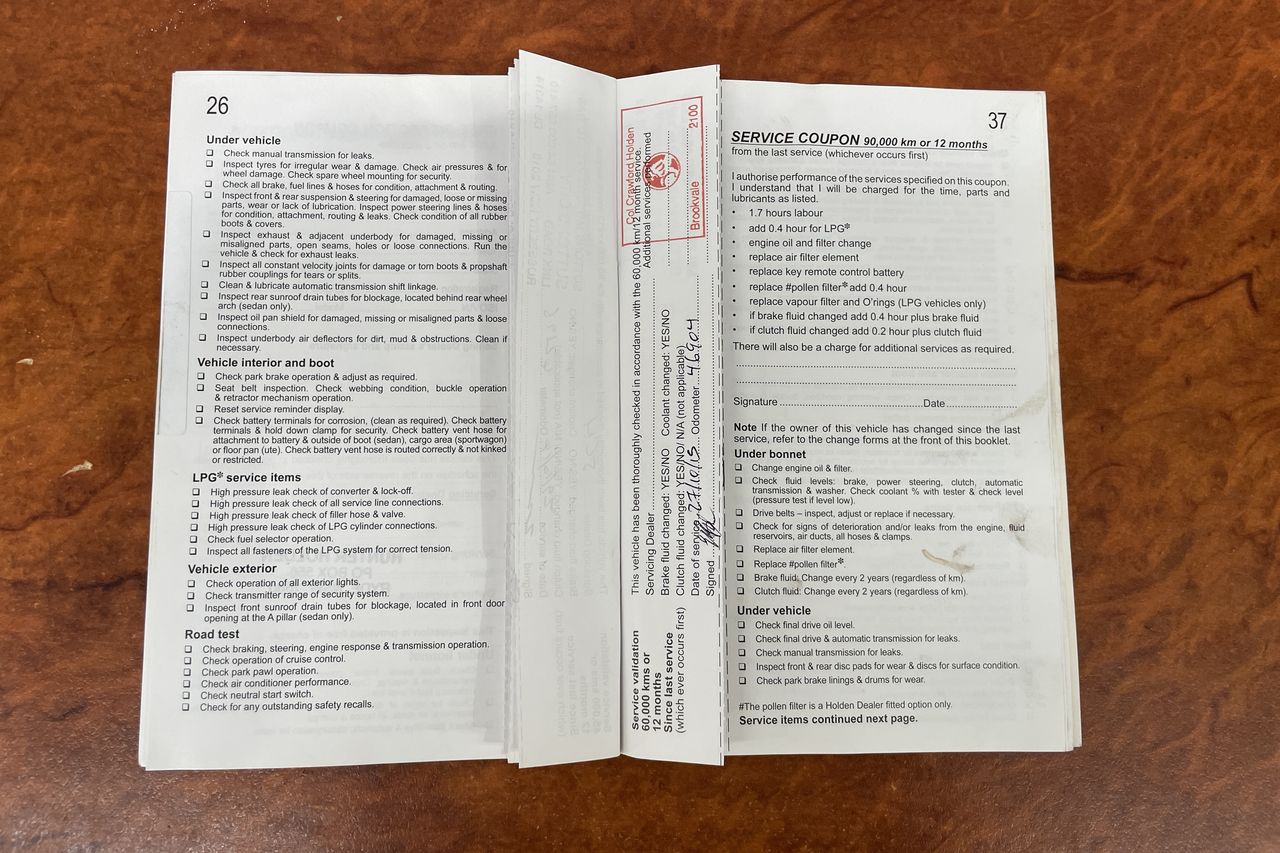 26
Under vehicle
❑ Check manual transmission for leaks.
❑ Inspect tyres for irregular wear & damage. Check air pressures & for
wheel damage. Check spare wheel mounting for security.
❑ Check all brake, fuel lines & hoses for condition, attachment & routing.
❑ Inspect front & rear suspension & steering for damaged, loose or missing
parts, wear or lack of lubrication. Inspect power steering lines & hoses
for condition, attachment, routing & leaks. Check condition of all rubber
boots & covers.
❑ Inspect exhaust & adjacent underbody for damaged, missing or
misaligned parts, open seams, holes or loose connections. Run the
vehicle & check for exhaust leaks.
❑ Inspect all constant velocity joints for damage or torn boots & propshaft
rubber couplings for tears or splits.
❑ Clean & lubricate automatic transmission shift linkage.
❑ Inspect rear sunroof drain tubes for blockage, located behind rear wheel
arch (sedan only).
❑ Inspect oil pan shield for damaged, missing or misaligned parts & loose
connections.
❑ Inspect underbody air deflectors for dirt, mud & obstructions. Clean if
necessary.
Vehicle interior and boot
❑ Check park brake operation & adjust as required.
❑ Seat belt inspection. Check webbing condition, buckle operation
& retractor mechanism operation.
❑ Reset service reminder display.
❑ Check battery terminals for corrosion, (clean as required). Check battery
terminals & hold down clamp for security. Check battery vent hose for
attachment to battery & outside of boot (sedan), cargo area (sportwagon)
or floor pan (ute). Check battery vent hose is routed correctly & not kinked
or restricted.
LPG* service items
❑ High pressure leak check of converter & lock-off.
❑ High pressure leak check of all service line connections.
❑ High pressure leak check of filler hose & valve.
❑ High pressure leak check of LPG cylinder connections.
❑ Check fuel selector operation.
❑ Inspect all fasteners of the LPG system for correct tension.
Vehicle exterior
❑ Check operation of all exterior lights.
❑ Check transmitter range of security system.
❑ Inspect front sunroof drain tubes for blockage, located in front door
opening at the A pillar (sedan only).
Road test
❑ Check braking, steering, engine response & transmission operation.
❑ Check operation of cruise control.
❑ Check park pawl operation.
❑ Check air conditioner performance.
❑ Check neutral start switch.
❑ Check for any outstanding safety recalls.
Service validation
60,000 kms or
12 months
Since last service
(which ever occurs first)
This vehicle has been thoroughly checked in accordance with the 60,000 km/12 month service.
Servicing Dealer
Additional services performed
Brake fluid changed: YES/NO Coolant changed: YES/NO
Clutch fluid changed: YES/NO/ N/A (not applicable)
Date of service 27/10/15 Odometer 46904
Signed
Col Crawford Holden
Brookvale 2100
37
SERVICE COUPON 90,000 km or 12 months
from the last service (whichever occurs first)
I authorise performance of the services specified on this coupon.
I understand that I will be charged for the time, parts and
lubricants as listed.
• 1.7 hours labour
• add 0.4 hour for LPG*
• engine oil and filter change
• replace air filter element
• replace key remote control battery
• replace #pollen filter* add 0.4 hour
• replace vapour filter and O'rings (LPG vehicles only)
• if brake fluid changed add 0.4 hour plus brake fluid
• if clutch fluid changed add 0.2 hour plus clutch fluid
There will also be a charge for additional services as required.
Signature Date
Note If the owner of this vehicle has changed since the last
service, refer to the change forms at the front of this booklet.
Under bonnet
❑ Change engine oil & filter.
❑ Check fluid levels: brake, power steering, clutch, automatic
transmission & washer. Check coolant % with tester & check level
(pressure test if level low).
❑ Drive belts – inspect, adjust or replace if necessary.
❑ Check for signs of deterioration and/or leaks from the engine, fluid
reservoirs, air ducts, all hoses & clamps.
❑ Replace air filter element.
❑ Replace #pollen filter*
❑ Brake fluid: Change every 2 years (regardless of km).
❑ Clutch fluid: Change every 2 years (regardless of km).
Under vehicle
❑ Check final drive oil level.
❑ Check final drive & automatic transmission for leaks.
❑ Check manual transmission for leaks.
❑ Inspect front & rear disc pads for wear & discs for surface condition.
❑ Check park brake linings & drums for wear.
#The pollen filter is a Holden Dealer fitted option only.
Service items continued next page.